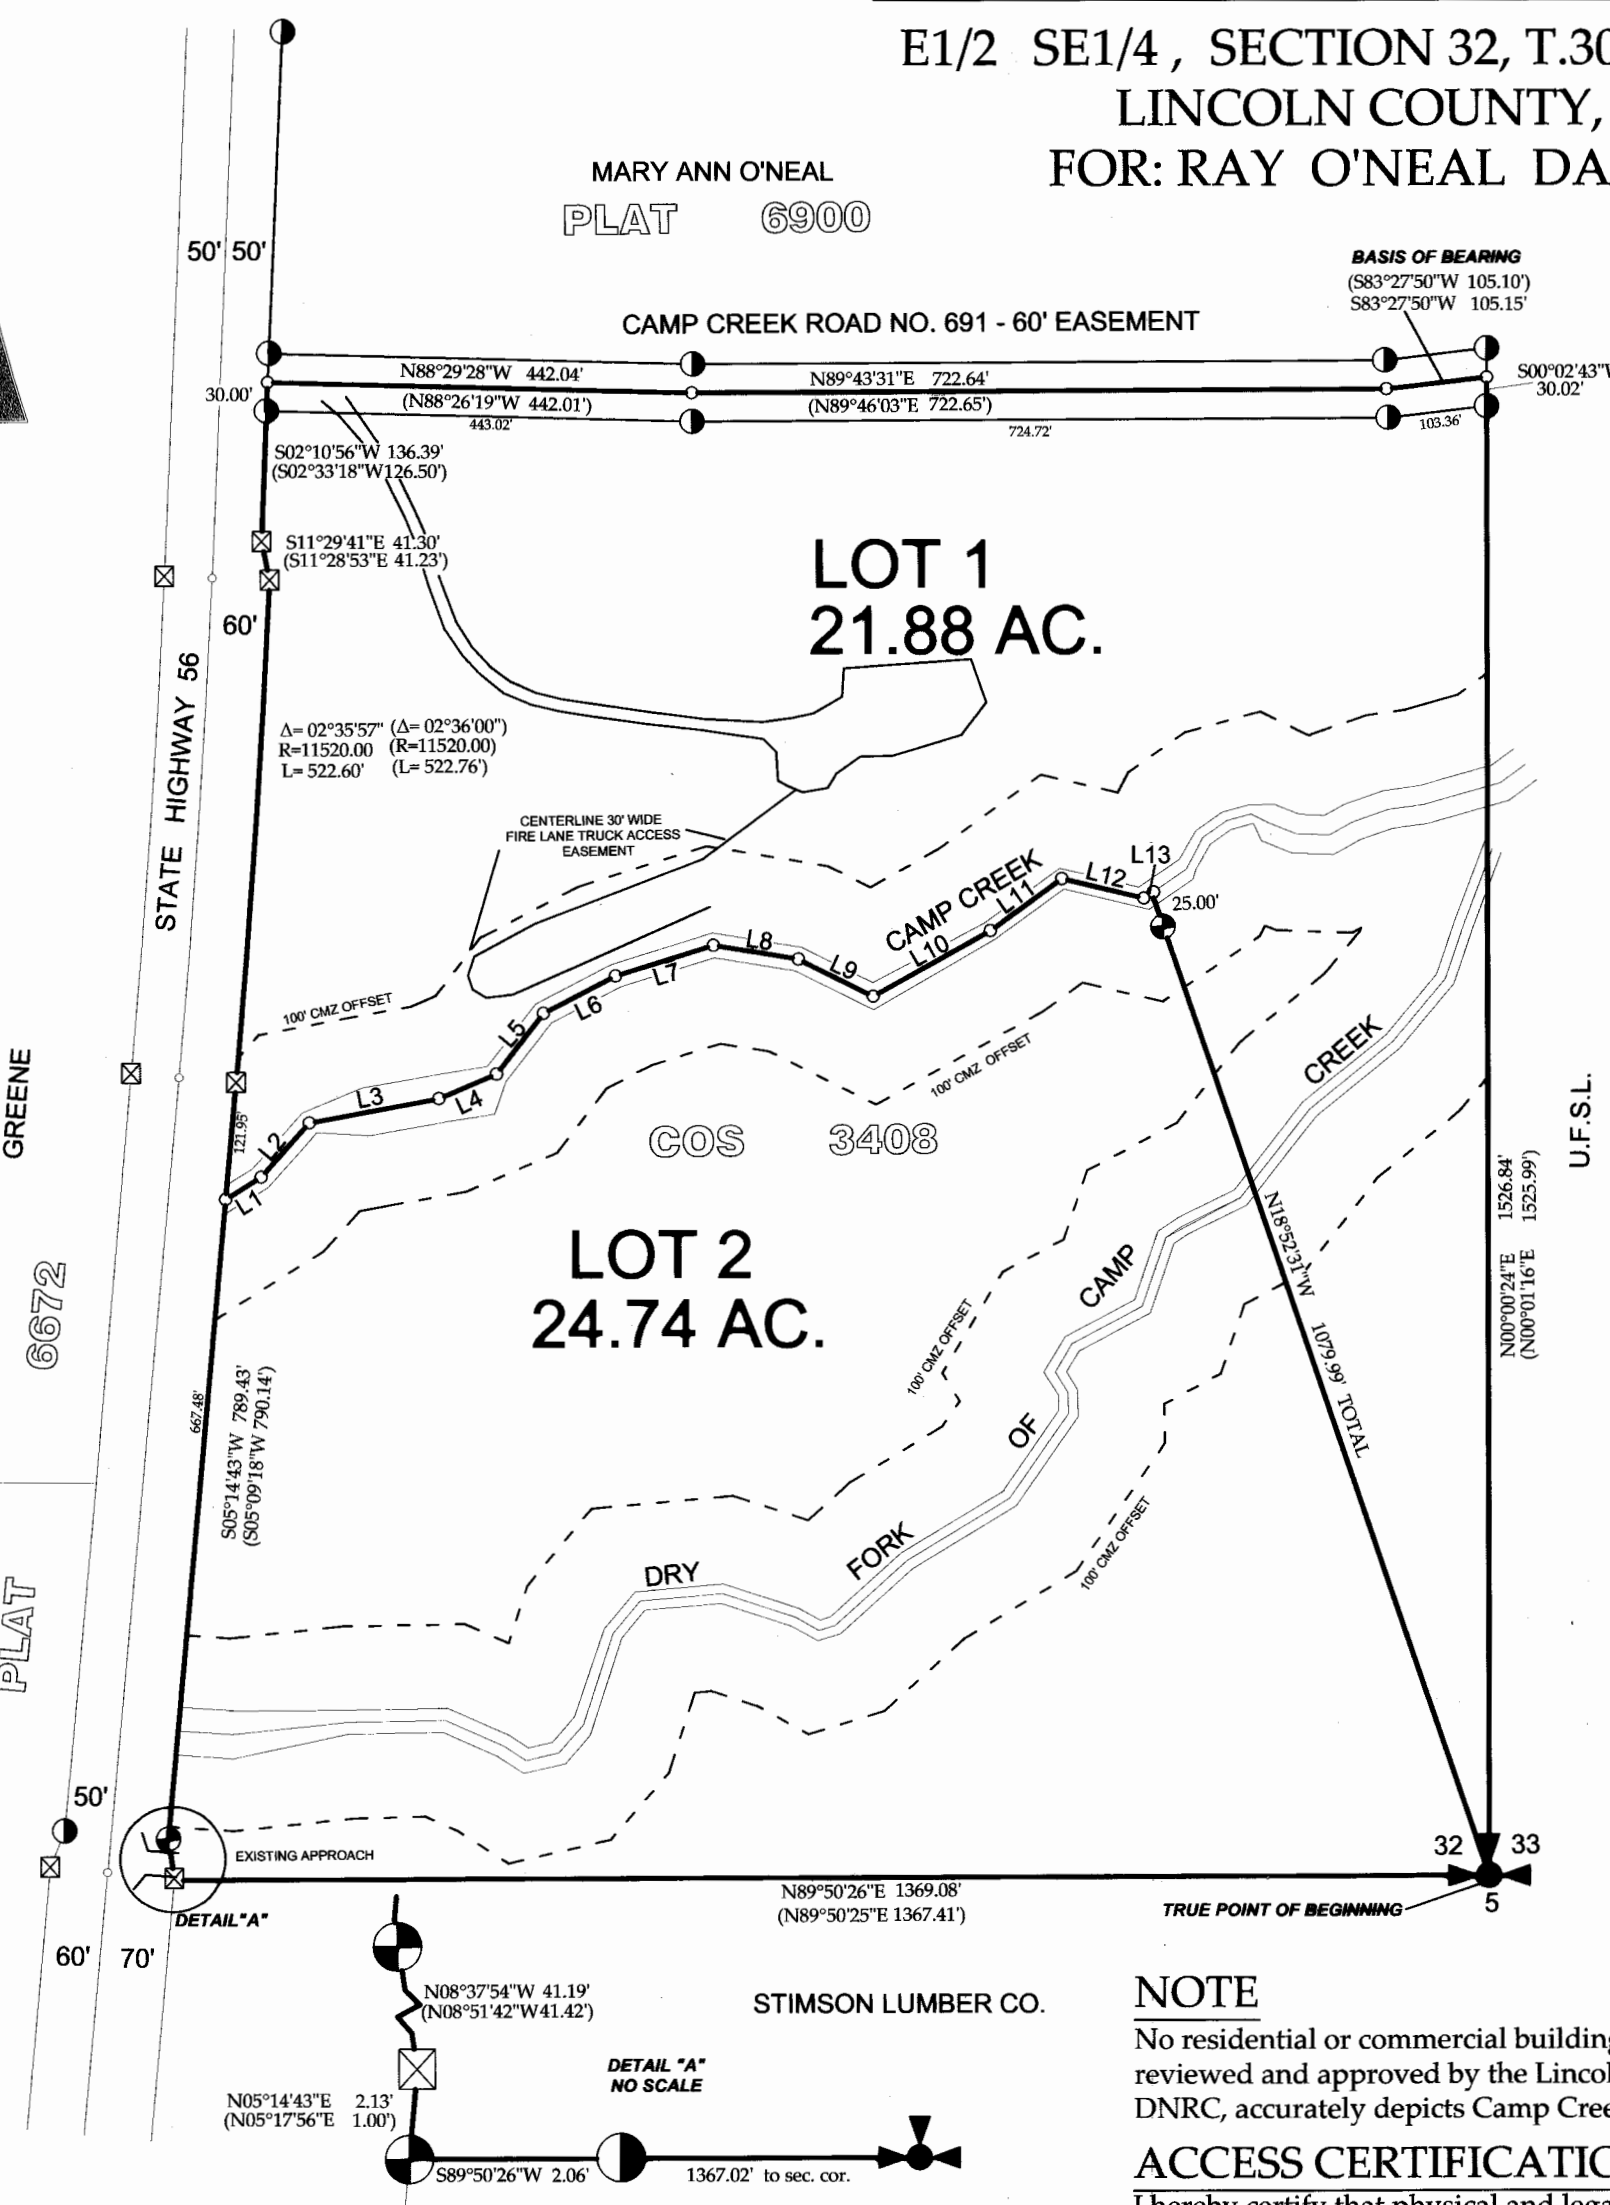 E1/2 SE1/4 , SECTION 32, T.30
LINCOLN COUNTY,
FOR: RAY O'NEAL DA
MARY ANN O'NEAL
PLAT 6900
50' 50'
BASIS OF BEARING
(S83°27'50"W 105.10')
S83°27'50"W 105.15'
CAMP CREEK ROAD NO. 691 - 60' EASEMENT
N88°29'28"W 442.04'
(N88°26'19"W 442.01')
443.02'
N89°43'31"E 722.64'
(N89°46'03"E 722.65')
724.72'
103.36'
S00°02'43"W
30.02'
30.00'
S02°10'56"W 136.39'
(S02°33'18"W126.50')
S11°29'41"E 41.30'
(S11°28'53"E 41.23')
LOT 1
21.88 AC.
60'
STATE HIGHWAY 56
Δ= 02°35'57" (Δ= 02°36'00")
R=11520.00 (R=11520.00)
L= 522.60' (L= 522.76')
CENTERLINE 30' WIDE
FIRE LANE TRUCK ACCESS
EASEMENT
CAMP CREEK
L13
L12
L11
L10
L9
L8
L7
L6
L5
L4
L3
L2
L1
25.00'
100' CMZ OFFSET
100' CMZ OFFSET
121.95'
GREENE
COS 3408
CREEK
U.F.S.L.
1526.84'
1525.99')
N00°00'24"E
(N00°01'16"E
LOT 2
24.74 AC.
6672
CAMP
N18°52'31"W 1079.99' TOTAL
100' CMZ OFFSET
667.48'
S05°14'43"W 789.43'
(S05°09'18"W 790.14')
OF
FORK
DRY
100' CMZ OFFSET
PLAT
50'
EXISTING APPROACH
32 33
5
N89°50'26"E 1369.08'
(N89°50'25"E 1367.41')
TRUE POINT OF BEGINNING
DETAIL"A"
60' 70'
N08°37'54"W 41.19'
(N08°51'42"W41.42')
STIMSON LUMBER CO.
DETAIL "A"
NO SCALE
N05°14'43"E 2.13'
(N05°17'56"E 1.00')
S89°50'26"W 2.06'
1367.02' to sec. cor.
NOTE
No residential or commercial building
reviewed and approved by the Lincol
DNRC, accurately depicts Camp Cree
ACCESS CERTIFICATIO
I hereby certify that physical and lega